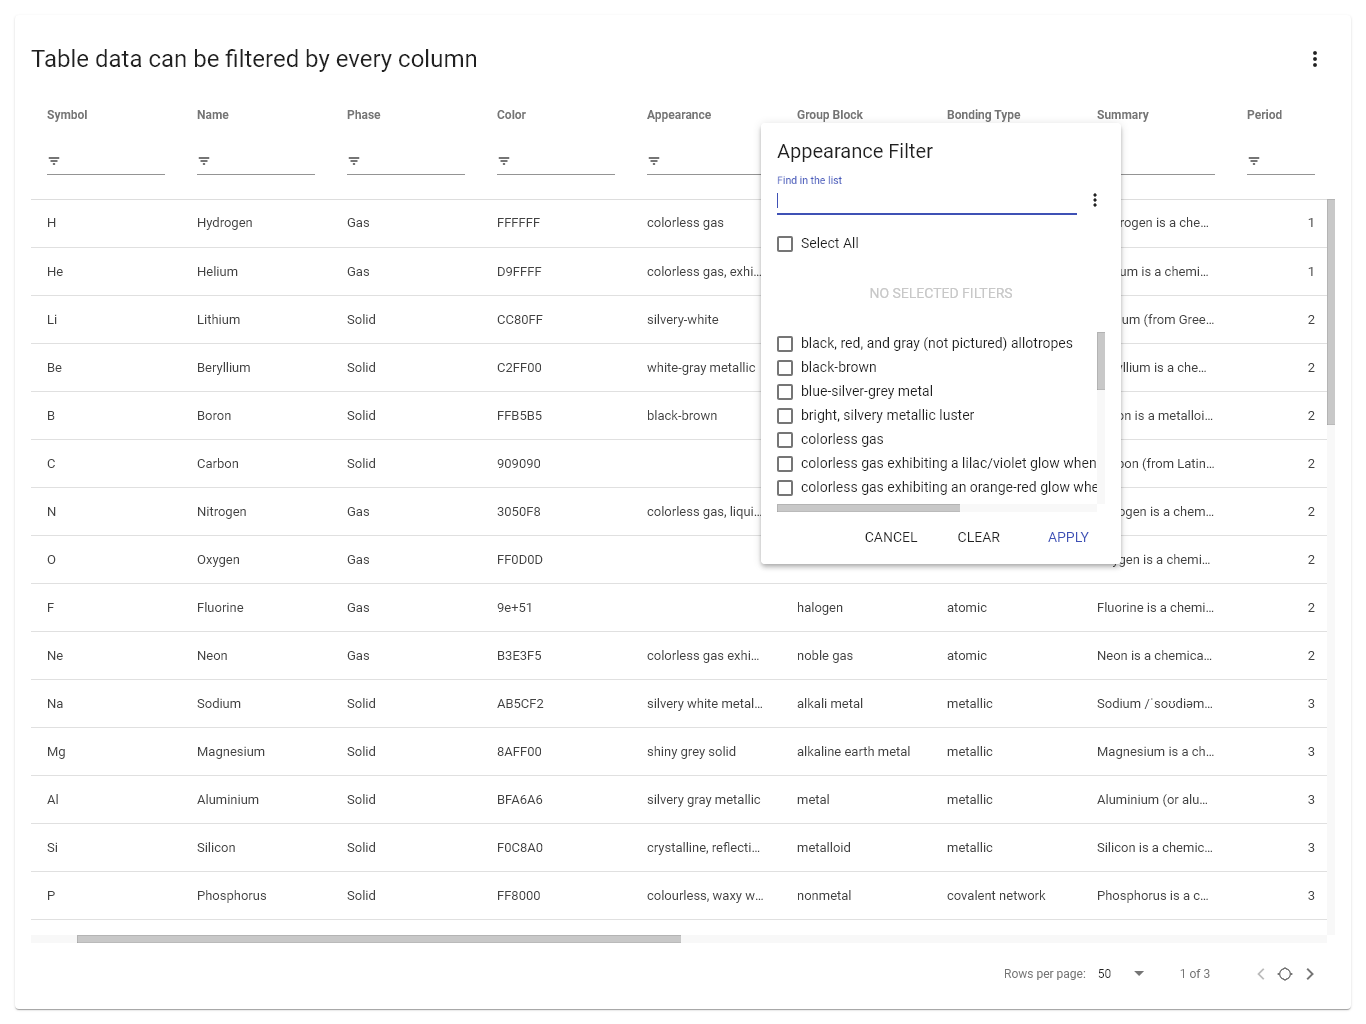 Table data can be filtered by every column
Symbol Name Phase Color Appearance Group Block Bonding Type Summary Period
Appearance Filter
Find in the list
Select All
NO SELECTED FILTERS
black, red, and gray (not pictured) allotropes
black-brown
blue-silver-grey metal
bright, silvery metallic luster
colorless gas
colorless gas exhibiting a lilac/violet glow when
colorless gas exhibiting an orange-red glow whe
CANCEL CLEAR APPLY
H Hydrogen Gas FFFFFF colorless gas rogen is a che... 1
He Helium Gas D9FFFF colorless gas, exhi... um is a chemi... 1
Li Lithium Solid CC80FF silvery-white um (from Gree... 2
Be Beryllium Solid C2FF00 white-gray metallic yllium is a che... 2
B Boron Solid FFB5B5 black-brown on is a metalloi... 2
C Carbon Solid 909090 bon (from Latin... 2
N Nitrogen Gas 3050F8 colorless gas, liqui... ogen is a chem... 2
O Oxygen Gas FF0D0D ygen is a chemi... 2
F Fluorine Gas 9e+51 halogen atomic Fluorine is a chemi... 2
Ne Neon Gas B3E3F5 colorless gas exhi... noble gas atomic Neon is a chemica... 2
Na Sodium Solid AB5CF2 silvery white metal... alkali metal metallic Sodium /ˈsoʊdiəm... 3
Mg Magnesium Solid 8AFF00 shiny grey solid alkaline earth metal metallic Magnesium is a ch... 3
Al Aluminium Solid BFA6A6 silvery gray metallic metal metallic Aluminium (or alu... 3
Si Silicon Solid F0C8A0 crystalline, reflecti... metalloid metallic Silicon is a chemic... 3
P Phosphorus Solid FF8000 colourless, waxy w... nonmetal covalent network Phosphorus is a c... 3
Rows per page: 50 1 of 3